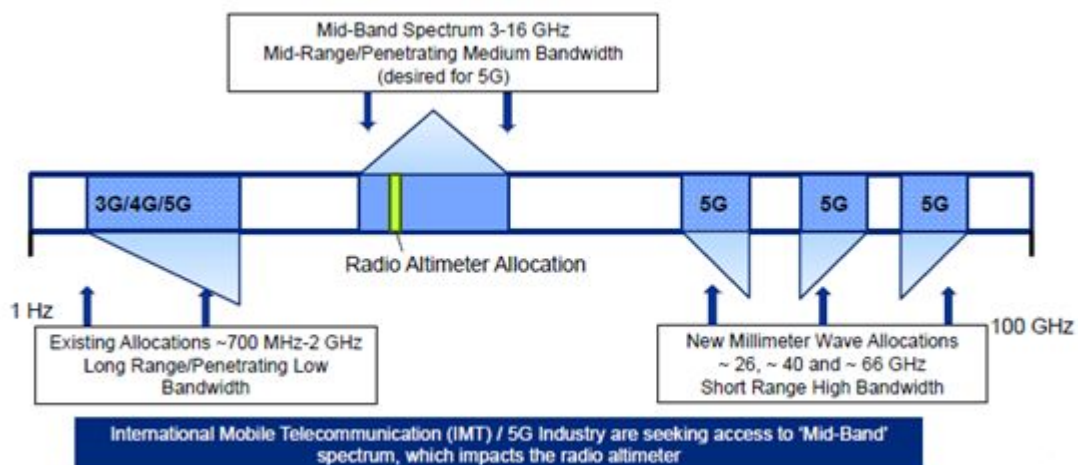 Mid-Band Spectrum 3-16 GHz
Mid-Range/Penetrating Medium Bandwidth
(desired for 5G)
3G/4G/5G
5G
5G
5G
Radio Altimeter Allocation
1 Hz
100 GHz
Existing Allocations ~700 MHz-2 GHz
Long Range/Penetrating Low
Bandwidth
New Millimeter Wave Allocations
~ 26, ~ 40 and ~ 66 GHz
Short Range High Bandwidth
International Mobile Telecommunication (IMT) / 5G Industry are seeking access to 'Mid-Band'
spectrum, which impacts the radio altimeter